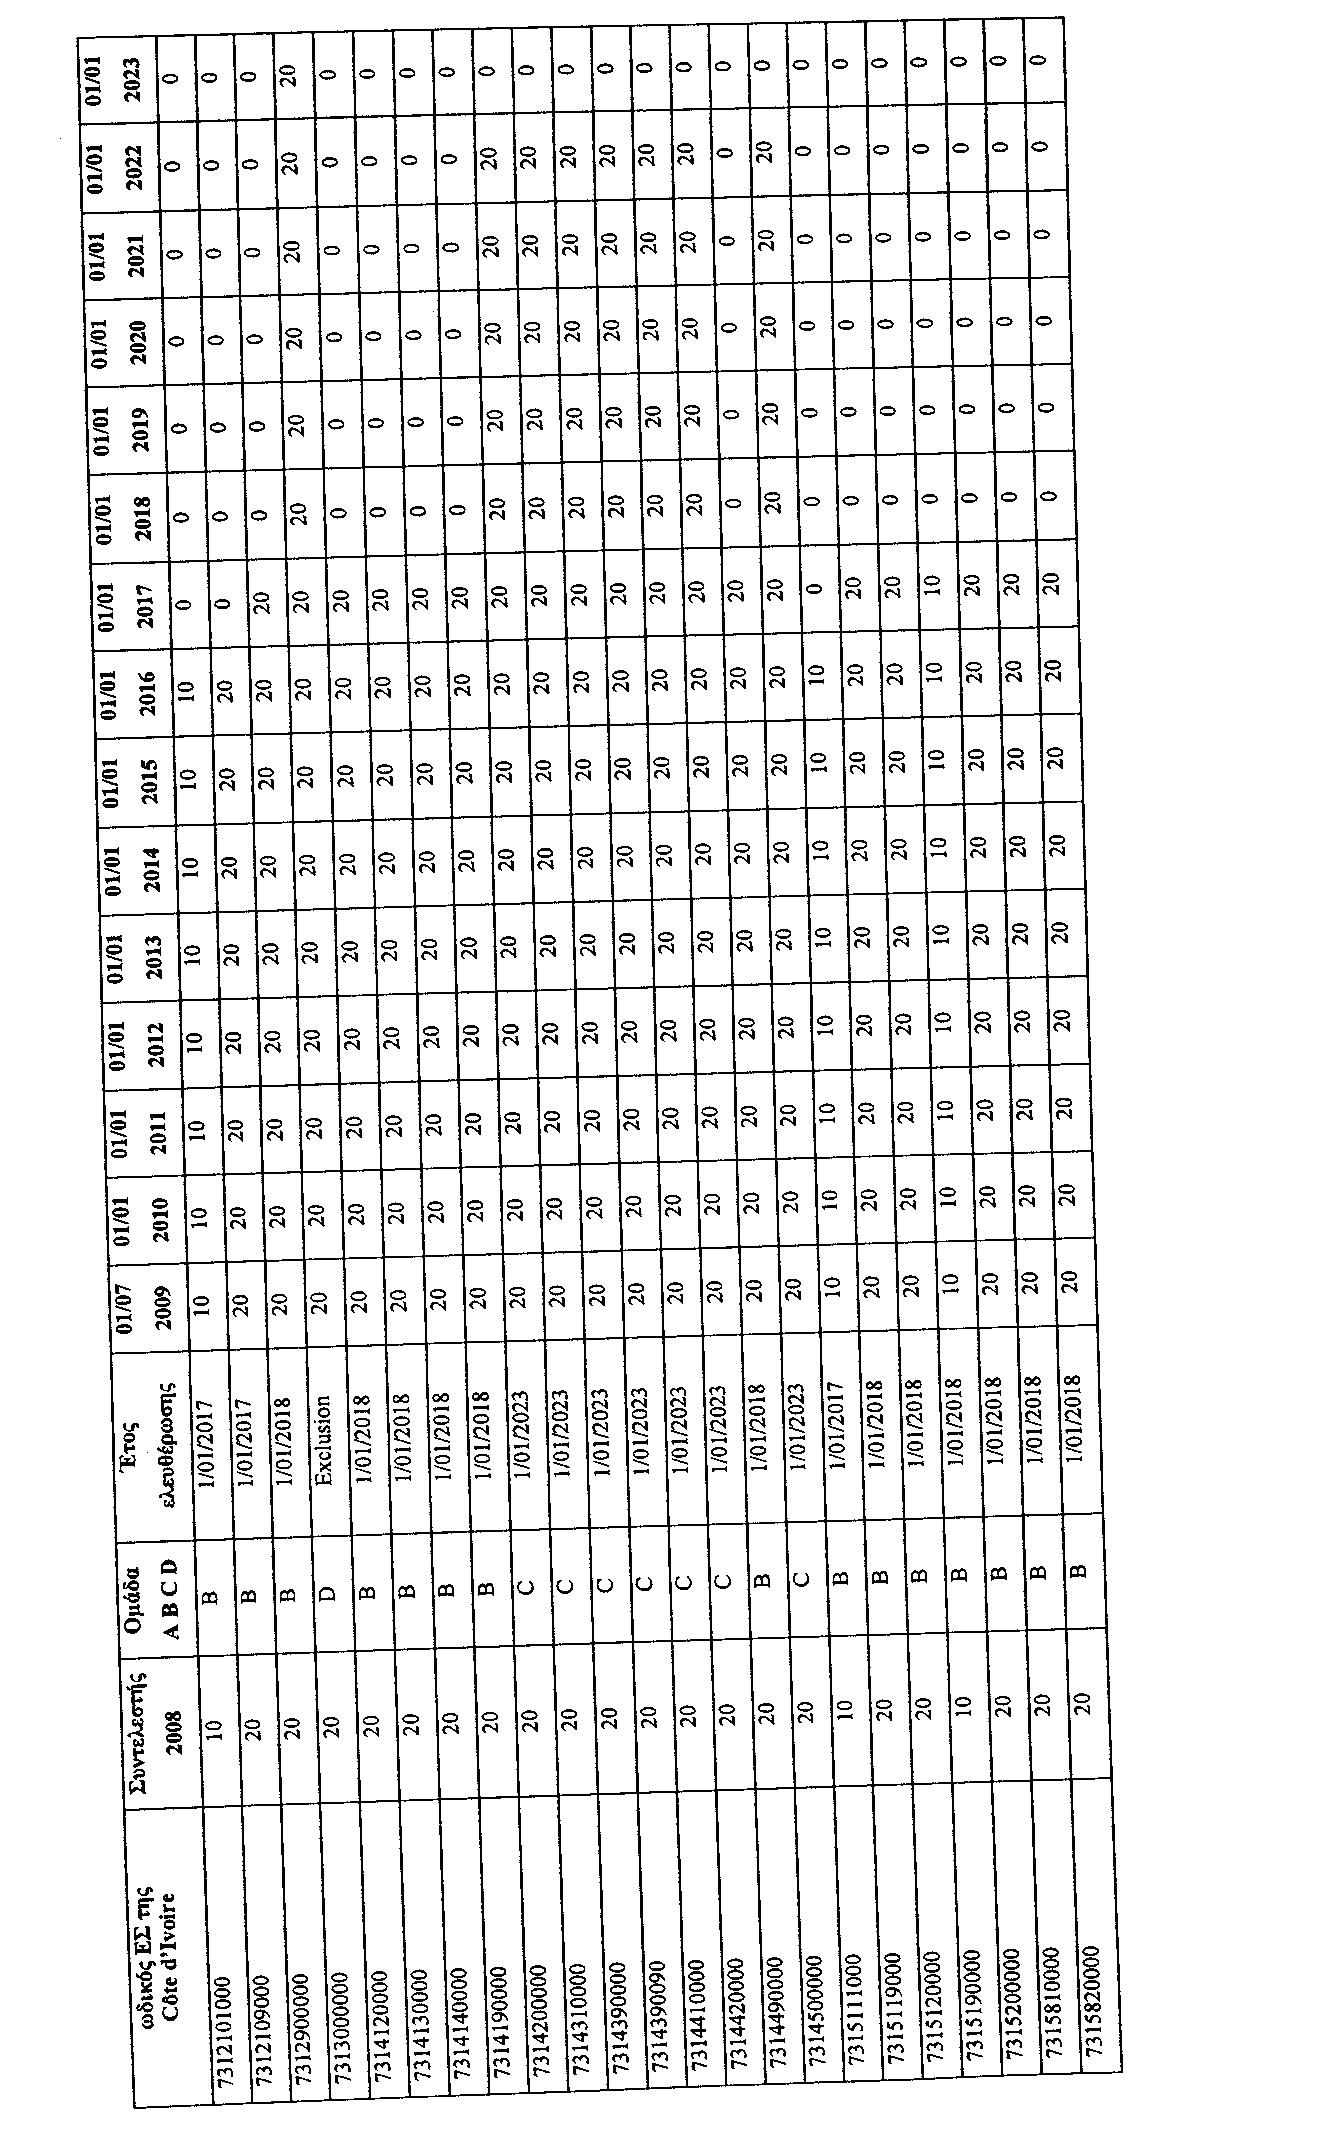 ωδικός ΕΣ της Côte d'Ivoire Συντελεστής 2008 Ομάδα A B C D Έτος ελευθέρωσης 01/07 2009 01/01 2010 01/01 2011 01/01 2012 01/01 2013 01/01 2014 01/01 2015 01/01 2016 01/01 2017 01/01 2018 01/01 2019 01/01 2020 01/01 2021 01/01 2022 01/01 2023
7312101000 10 B 1/01/2017 10 10 10 10 10 10 10 10 0 0 0 0 0 0 0
7312109000 20 B 1/01/2017 20 20 20 20 20 20 20 20 0 0 0 0 0 0 0
7312900000 20 B 1/01/2018 20 20 20 20 20 20 20 20 20 0 0 0 0 0 0
7313000000 20 D Exclusion 20 20 20 20 20 20 20 20 20 20 20 20 20 20 20
7314120000 20 B 1/01/2018 20 20 20 20 20 20 20 20 20 0 0 0 0 0 0
7314130000 20 B 1/01/2018 20 20 20 20 20 20 20 20 20 0 0 0 0 0 0
7314140000 20 B 1/01/2018 20 20 20 20 20 20 20 20 20 0 0 0 0 0 0
7314190000 20 B 1/01/2018 20 20 20 20 20 20 20 20 20 0 0 0 0 0 0
7314200000 20 C 1/01/2023 20 20 20 20 20 20 20 20 20 20 20 20 20 20 0
7314310000 20 C 1/01/2023 20 20 20 20 20 20 20 20 20 20 20 20 20 20 0
7314390000 20 C 1/01/2023 20 20 20 20 20 20 20 20 20 20 20 20 20 20 0
7314390090 20 C 1/01/2023 20 20 20 20 20 20 20 20 20 20 20 20 20 20 0
7314410000 20 C 1/01/2023 20 20 20 20 20 20 20 20 20 20 20 20 20 20 0
7314420000 20 C 1/01/2023 20 20 20 20 20 20 20 20 20 20 20 20 20 20 0
7314490000 20 B 1/01/2018 20 20 20 20 20 20 20 20 20 0 0 0 0 0 0
7314500000 20 C 1/01/2023 20 20 20 20 20 20 20 20 20 20 20 20 20 20 0
7315111000 10 B 1/01/2017 10 10 10 10 10 10 10 10 0 0 0 0 0 0 0
7315119000 20 B 1/01/2018 20 20 20 20 20 20 20 20 20 0 0 0 0 0 0
7315120000 20 B 1/01/2018 20 20 20 20 20 20 20 20 20 0 0 0 0 0 0
7315190000 10 B 1/01/2018 10 10 10 10 10 10 10 10 10 0 0 0 0 0 0
7315200000 20 B 1/01/2018 20 20 20 20 20 20 20 20 20 0 0 0 0 0 0
7315810000 20 B 1/01/2018 20 20 20 20 20 20 20 20 20 0 0 0 0 0 0
7315820000 20 B 1/01/2018 20 20 20 20 20 20 20 20 20 0 0 0 0 0 0